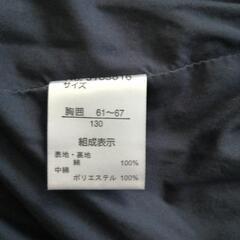 サイズ
胸囲 61〜67
130
組成表示
表地・裏地
綿 100%
中綿
ポリエステル 100%